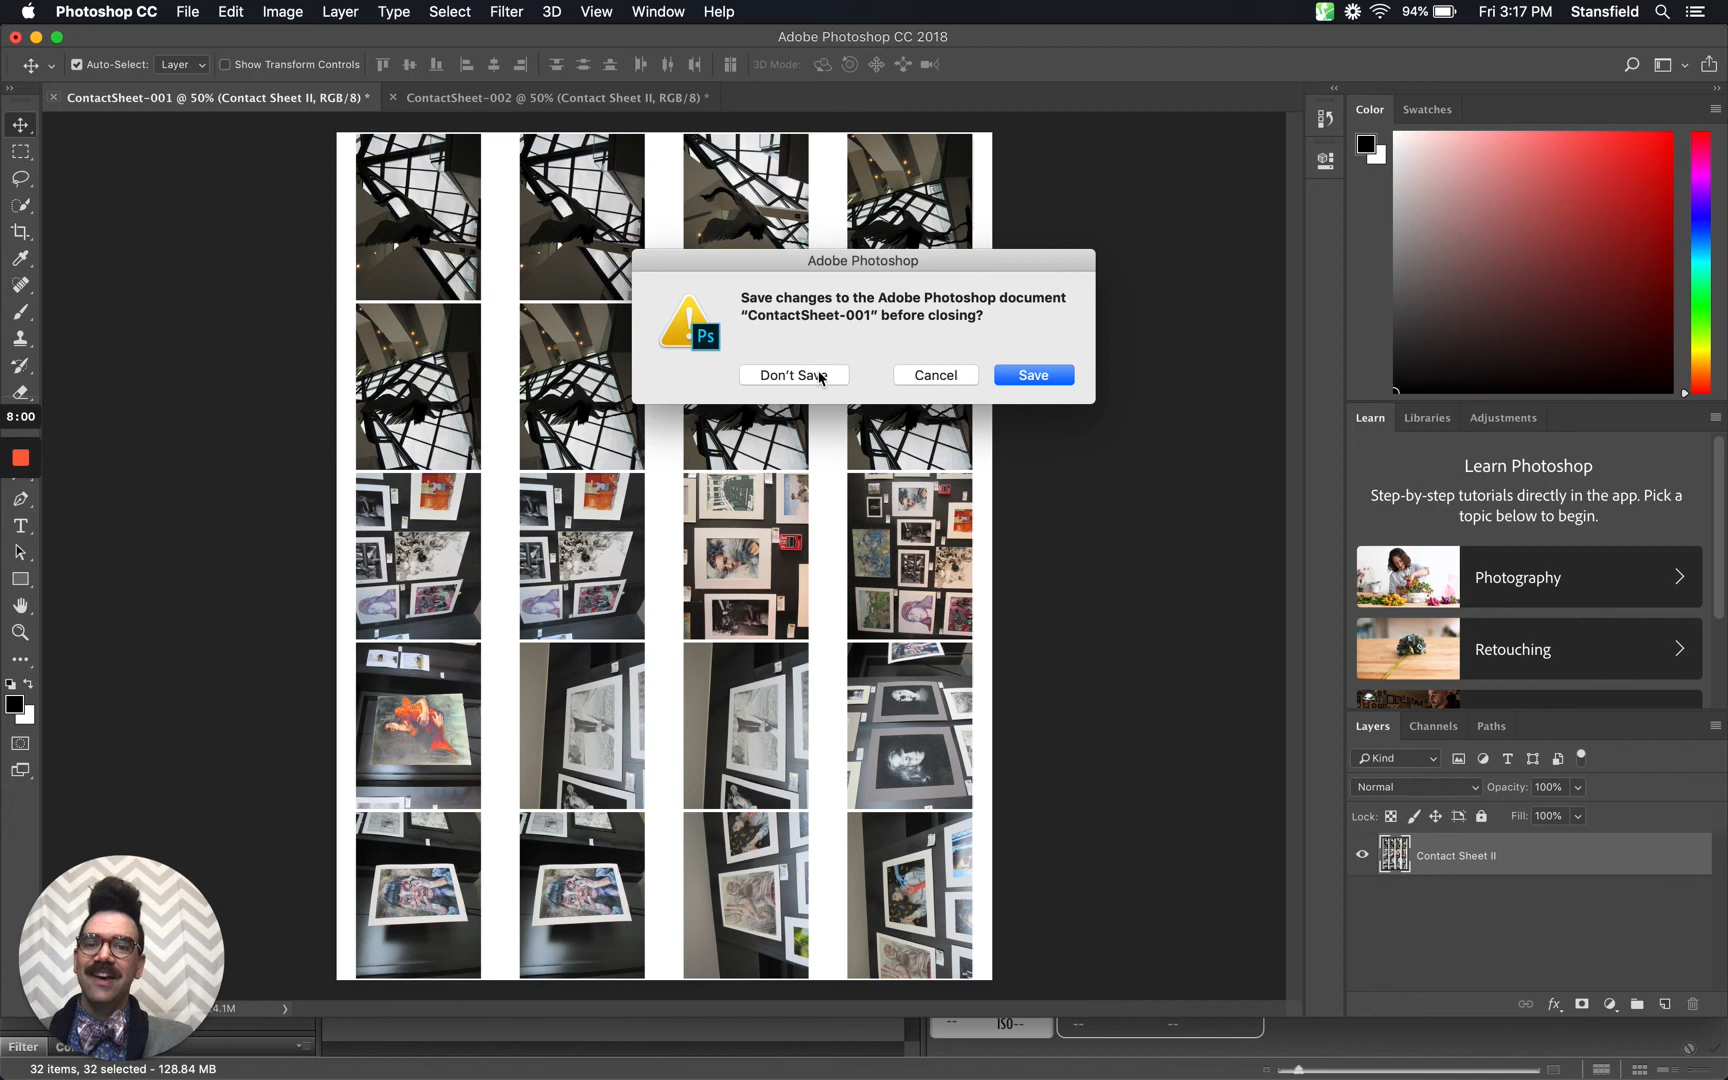 Photoshop CC File Edit Image Layer Type Select Filter 3D View Window Help 94% Fri 3:17 PM Stansfield
Adobe Photoshop CC 2018
Auto-Select: Layer Show Transform Controls 3D Mode:
ContactSheet-001 @ 50% (Contact Sheet II, RGB/8) * ContactSheet-002 @ 50% (Contact Sheet II, RGB/8) *
Color Swatches
Adobe Photoshop
Save changes to the Adobe Photoshop document
“ContactSheet-001” before closing?
Ps
Don’t Save Cancel Save
8:00
Learn Libraries Adjustments
Learn Photoshop
Step-by-step tutorials directly in the app. Pick a
topic below to begin.
Photography
Retouching
Layers Channels Paths
Kind
Normal Opacity: 100%
Lock: Fill: 100%
Contact Sheet II
4.1M
-- ISO-- -- --
Filter
32 items, 32 selected - 128.84 MB